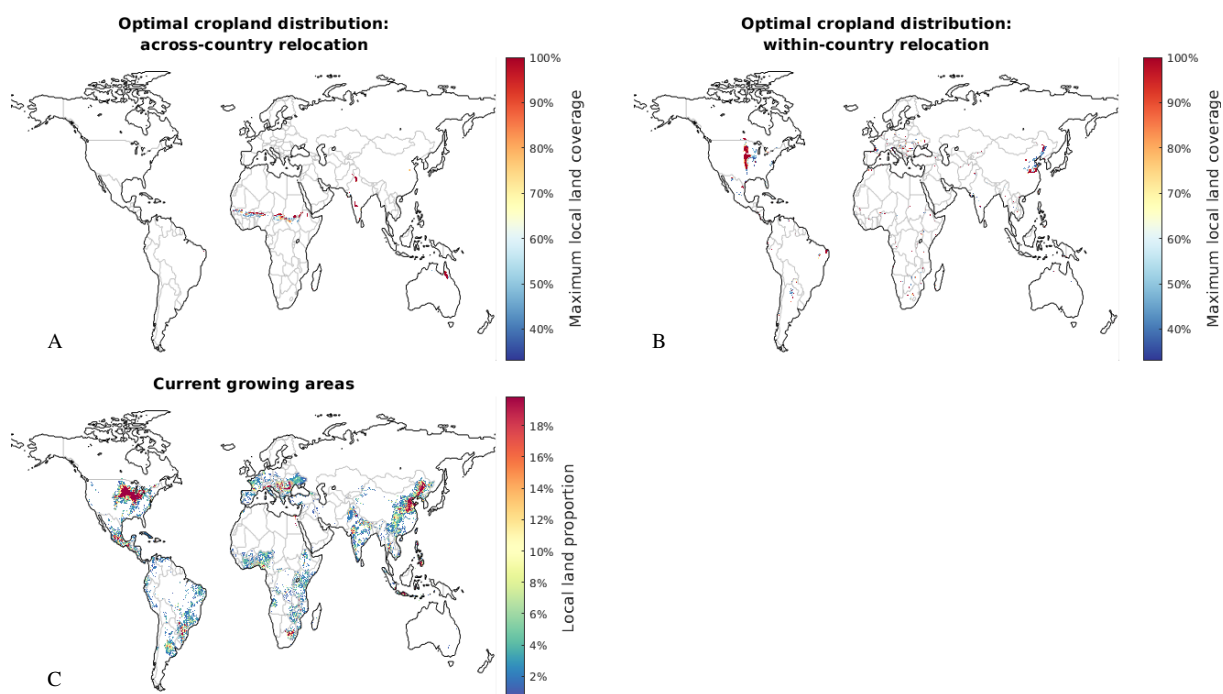 Optimal cropland distribution:
across-country relocation
100%
90%
80%
70%
60%
50%
40%
Maximum local land coverage
A
Optimal cropland distribution:
within-country relocation
100%
90%
80%
70%
60%
50%
40%
Maximum local land coverage
B
Current growing areas
18%
16%
14%
12%
10%
8%
6%
4%
2%
Local land proportion
C